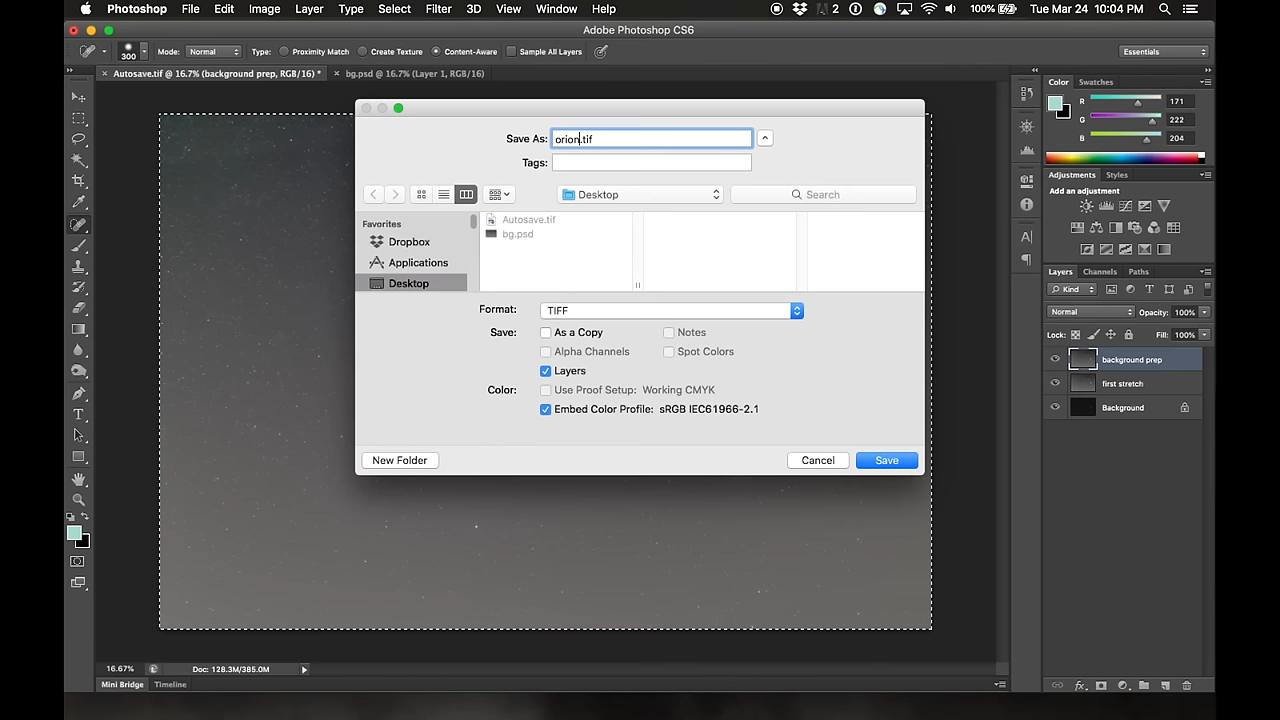 Photoshop File Edit Image Layer Type Select Filter 3D View Window Help 2 100% Tue Mar 24 10:04 PM
Adobe Photoshop CS6
300 Mode: Normal Type: Proximity Match Create Texture Content-Aware Sample All Layers Essentials
Autosave.tif @ 16.7% (background prep, RGB/16) * bg.psd @ 16.7% (Layer 1, RGB/16)
Color Swatches
R 171
G 222
B 204
Save As: orion.tif
Tags:
Desktop Search
Favorites
Dropbox
Applications
Desktop
Autosave.tif
bg.psd
Format: TIFF
Save: As a Copy Notes
Alpha Channels Spot Colors
Layers
Color: Use Proof Setup: Working CMYK
Embed Color Profile: sRGB IEC61966-2.1
New Folder Cancel Save
Adjustments Styles
Add an adjustment
Layers Channels Paths
Kind
Normal Opacity: 100%
Lock: Fill: 100%
background prep
first stretch
Background
16.67% Doc: 128.3M/385.0M
Mini Bridge Timeline